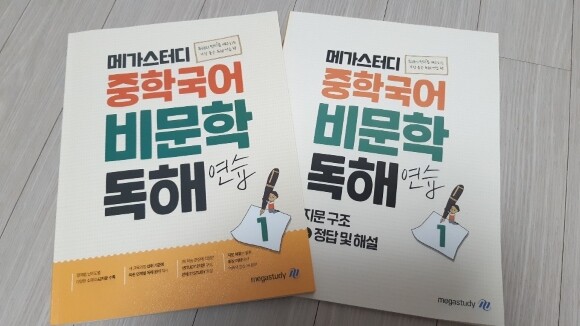 메가스터디
중학국어
비문학
독해
연습
1
megastudy
메가스터디
중학국어
비문학
독해
연습
1
지문 구조
정답 및 해설
megastudy